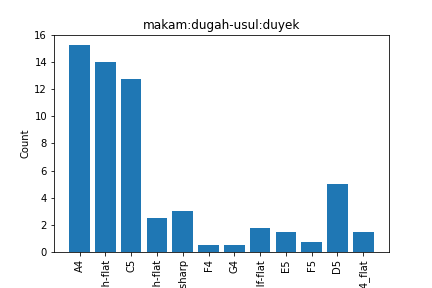 makam:dugah-usul:duyek
16
14
12
10
8
6
4
2
0
Count
A4
h-flat
C5
h-flat
sharp
F4
G4
lf-flat
E5
F5
D5
4_flat